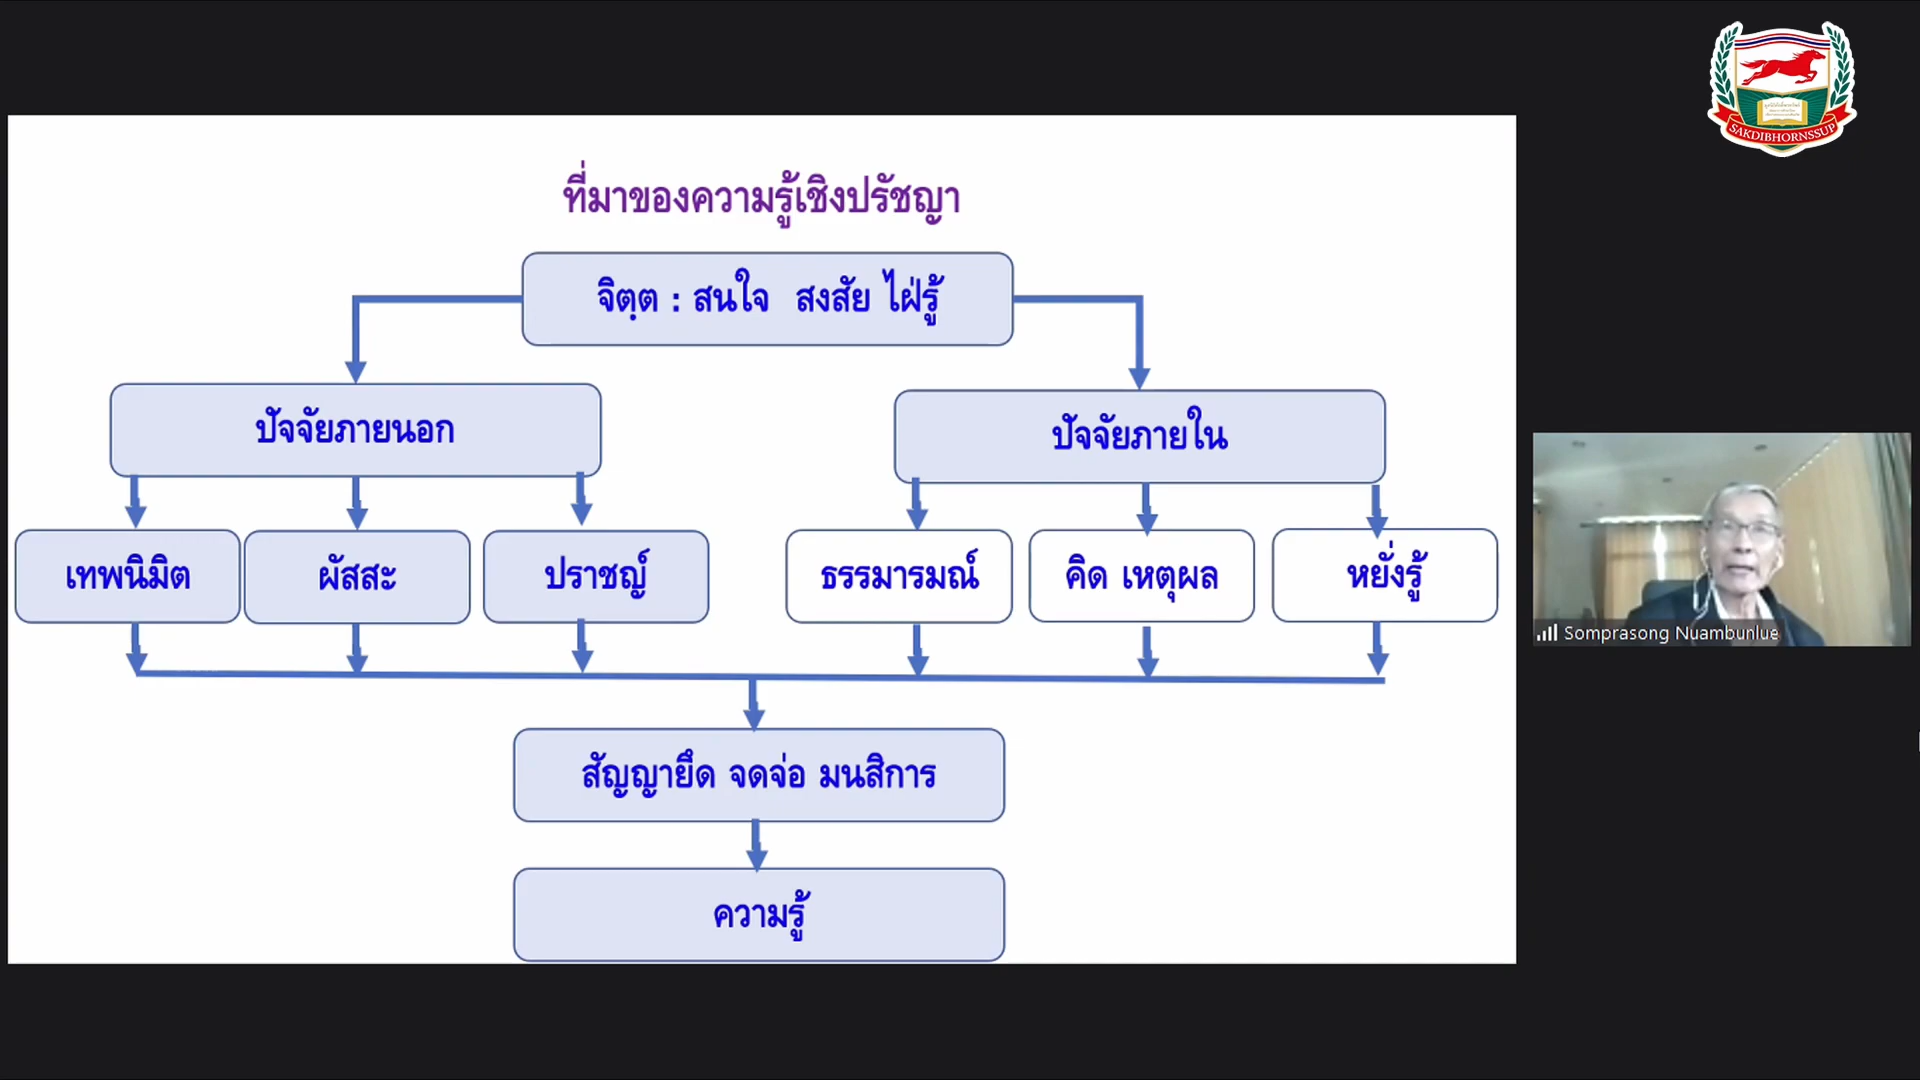 SAKDIBHORNSSUP
ที่มาของความรู้เชิงปรัชญา
จิตฺต : สนใจ สงสัย ไฝ่รู้
ปัจจัยภายนอก
ปัจจัยภายใน
เทพนิมิต
ผัสสะ
ปราชญ์
ธรรมารมณ์
คิด เหตุผล
หยั่งรู้
Somprasong Nuambunlue
สัญญายึด จดจ่อ มนสิการ
ความรู้